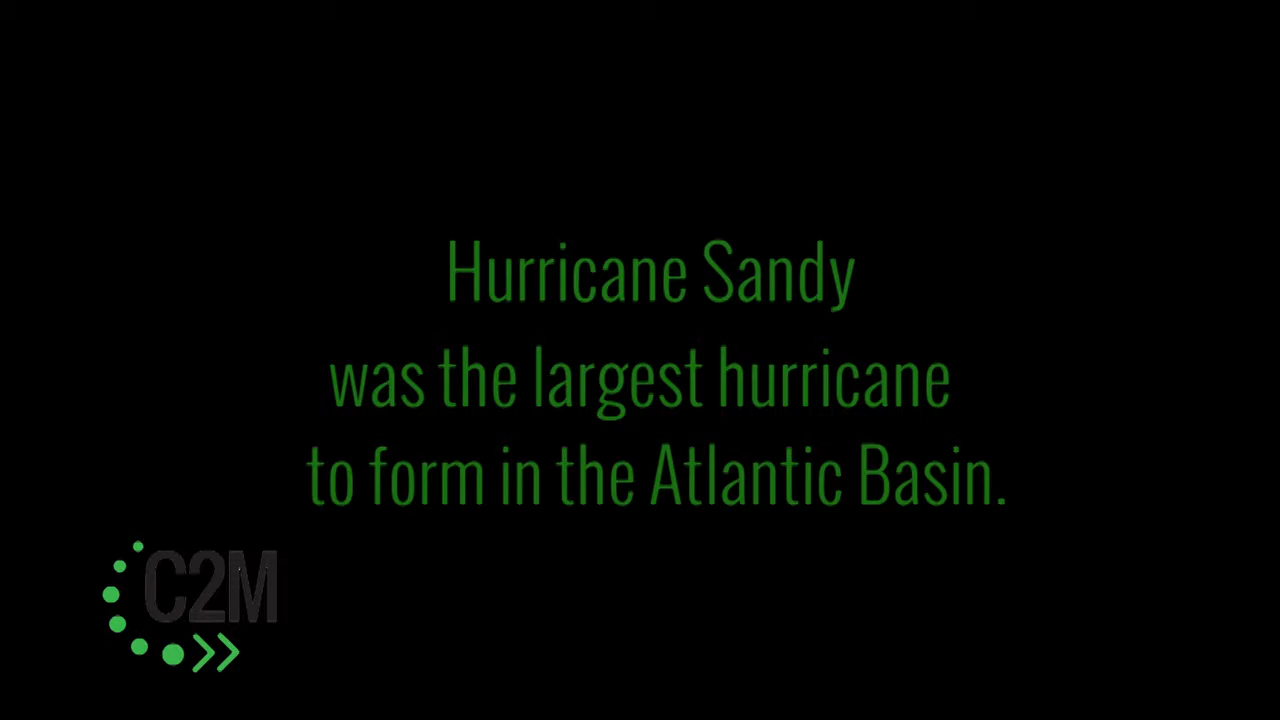 Hurricane Sandy
was the largest hurricane
to form in the Atlantic Basin.
C2M